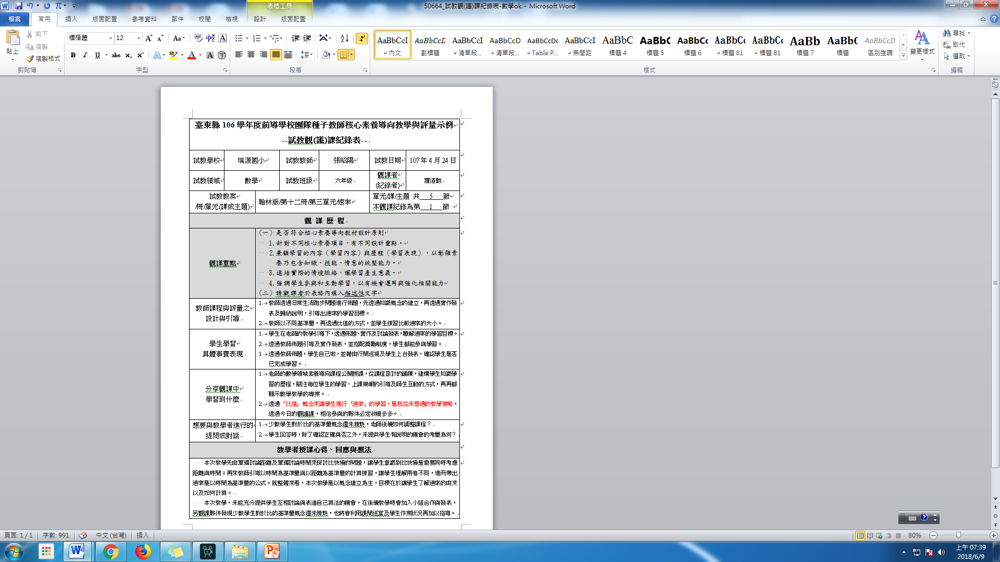 50664_試教觀(議)課紀錄表-數學ok - Microsoft Word
表格工具
檔案 常用 插入 版面配置 參考資料 郵件 校閱 檢視 設計 版面配置
貼上
剪下
複製
複製格式
剪貼簿
標楷體 12
字型
段落
AaBbCcI AaBbCcD AaBbCcI AaBbCcD AaBbCcDc AaBbCcI AaBbC AaBbC AaBbCc AaBbCc AaBbCc AaBb AaBbC AaBbCcD
內文 副標題 清單段... 清單段... Table P... 無間距 標題 4 標題 5 標題 6 標題 81 標題 81 標題 7 標題 區別強調
樣式
變更樣式
尋找
取代
選取
編輯
臺東縣 106 學年度前導學校團隊種子教師核心素養導向教學與評量示例
--試教觀(議)課紀錄表--
試教學校 瑞源國小 試教教師 張昭陽 試教日期 107年4月24日
試教領域 數學 試教班級 六年級 觀課者
(紀錄者) 羅道勳
試教教案
/冊/單元(課或主題) 翰林版/第十二冊/第三單元/速率 單元/課/主題 共 5 節
本觀課紀錄為第 1 節
觀 課 歷 程
觀課重點
(一) 是否符合核心素養導向教材設計原則
1.針對不同核心素養項目，有不同設計重點。
2.兼顧學習的內容（學習內容）與歷程（學習表現），以彰顯素
養乃包含知識、技能、情意的統整能力。
3.連結實際的情境脈絡，讓學習產生意義。
4.強調學生參與和主動學習，以有機會運用與強化相關能力
(二) 請觀課者於表格內填入描述性文字
教師課程與評量之
設計與引導
1. 教師透過日常生活跑步問題進行佈題，先透過知識概念的建立，再透過實作發
表及歸納說明，引導出速率的學習目標。
2. 教師以不同基準量，再透過比值的方式，並學生練習比較速率的大小。
學生學習
具體事實表現
1. 學生在老師的教學引導下，透過佈題、實作及討論發表，瞭解速率的學習目標。
2. 透過教師佈題引導及實作發表，並搭配獎勵制度，學生都能參與學習。
3. 透過教師佈題，學生自己做，並藉由行間巡視及學生上台發表，確認學生是否
已完成學習。
分享觀課中
學習到什麼
1. 老師的數學領域素養導向課程公開授課，從課程設計的鋪陳，建構學生知識學
習的歷程，關注每位學生的學習、上課簡報的引導及師生互動的方式，再再都
顯示數學教學的專業。
2. 透過「比值」概念來讓學生進行「速率」的學習，是我從未想過的教學策略，
透過今日的觀議課，相信參與的夥伴必定收穫多多。
想要與教學者進行的
提問或對話
1. 少數學生對於比的基準量概念還未精熟，老師後續如何調整課程？
2. 學生回答時，除了確認正確與否之外，未提供學生有說明的機會的考量為何？
教學者授課心得、回應與想法
本次教學先由單獨討論距離及單獨討論時間來探討比快慢的問題，讓學生意識到比快慢是需要同時考慮
距離與時間；再來教師引導以時間為基準量與以距離為基準量的計算練習，讓學生理解兩者不同，進而帶出
速率是以時間為基準量的公式。就整體來看，本次教學是以概念建立為主，目標在於讓學生了解速率的由來
以及如何計算。
本次教學，未能充分提供學生互相討論與表達自己算法的機會，在後續教學時會加入小組合作與發表，
另觀課夥伴發現少數學生對於比的基準量概念還未精熟，也將會利用課間巡堂及學生作業狀況再加以指導。
頁面: 1 / 1 字數: 991 中文 (台灣) 插入 80%
上午 07:39
2018/6/9